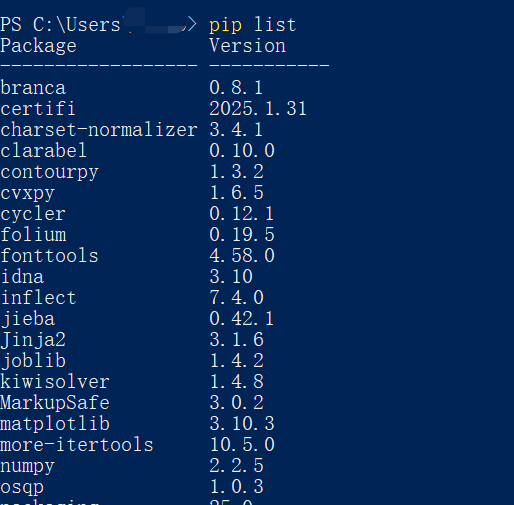 PS C:\Users\ > pip list
Package Version
------------------ -----------
branca 0.8.1
certifi 2025.1.31
charset-normalizer 3.4.1
clarabel 0.10.0
contourpy 1.3.2
cvxpy 1.6.5
cycler 0.12.1
folium 0.19.5
fonttools 4.58.0
idna 3.10
inflect 7.4.0
jieba 0.42.1
Jinja2 3.1.6
joblib 1.4.2
kiwisolver 1.4.8
MarkupSafe 3.0.2
matplotlib 3.10.3
more-itertools 10.5.0
numpy 2.2.5
osqp 1.0.3